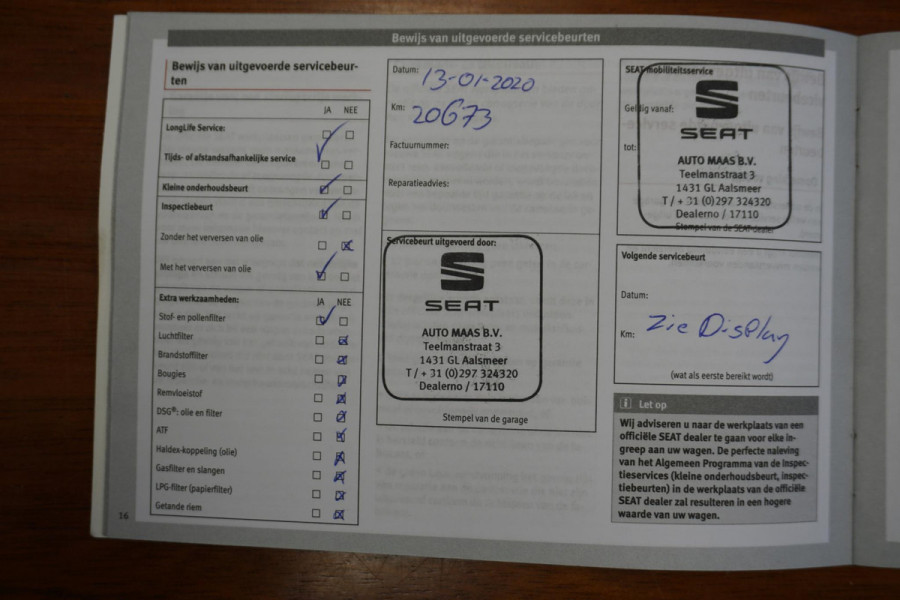 Bewijs van uitgevoerde servicebeurten
Bewijs van uitgevoerde servicebeur-
ten
JA NEE
LongLife Service:
Tijds- of afstandsafhankelijke service
Kleine onderhoudsbeurt
Inspectiebeurt
Zonder het verversen van olie
Met het verversen van olie
Extra werkzaamheden: JA NEE
Stof- en pollenfilter
Luchtfilter
Brandstoffilter
Bougies
Remvloeistof
DSG®: olie en filter
ATF
Haldex-koppeling (olie)
Gasfilter en slangen
LPG-filter (papierfilter)
Getande riem
16
Datum: 13-01-2020
Km: 20673
Factuurnummer:
Reparatieadvies:
Servicebeurt uitgevoerd door:
SEAT
AUTO MAAS B.V.
Teelmanstraat 3
1431 GL Aalsmeer
T / + 31 (0)297 324320
Dealerno / 17110
Stempel van de garage
SEAT mobiliteitsservice
Geldig vanaf:
SEAT
tot:
AUTO MAAS B.V.
Teelmanstraat 3
1431 GL Aalsmeer
T / + 31 (0)297 324320
Dealerno / 17110
Stempel van de SEAT-dealer
Volgende servicebeurt
Datum:
Km: Zie Display
(wat als eerste bereikt wordt)
i Let op
Wij adviseren u naar de werkplaats van een
officiële SEAT dealer te gaan voor elke in-
greep aan uw wagen. De perfecte naleving
van het Algemeen Programma van de inspec-
tieservices (kleine onderhoudsbeurt, inspec-
tiebeurten) in de werkplaats van de officiële
SEAT dealer zal resulteren in een hogere
waarde van uw wagen.